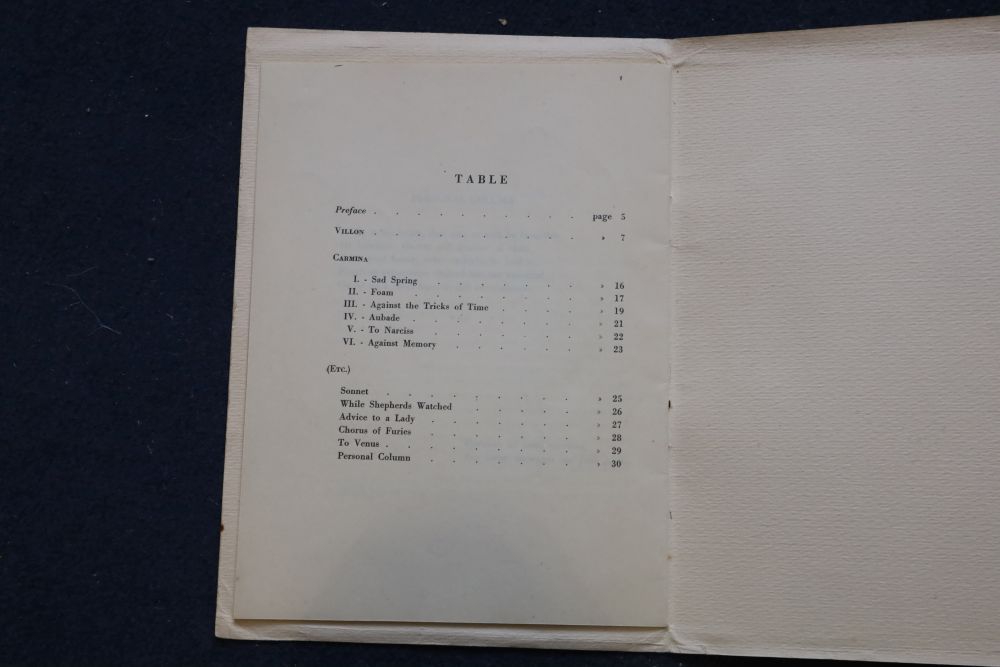 TABLE
Preface . . . . . . . . . . page 5
VILLON . . . . . . . . . . » 7
CARMINA
I. - Sad Spring . . . . . . . » 16
II. - Foam . . . . . . . . » 17
III. - Against the Tricks of Time . . . . » 19
IV. - Aubade . . . . . . . . » 21
V. - To Narciss . . . . . . . » 22
VI. - Against Memory . . . . . . » 23
(ETC.)
Sonnet . . . . . . . . . » 25
While Shepherds Watched . . . . . » 26
Advice to a Lady . . . . . . . » 27
Chorus of Furies . . . . . . . » 28
To Venus . . . . . . . . . » 29
Personal Column . . . . . . . » 30